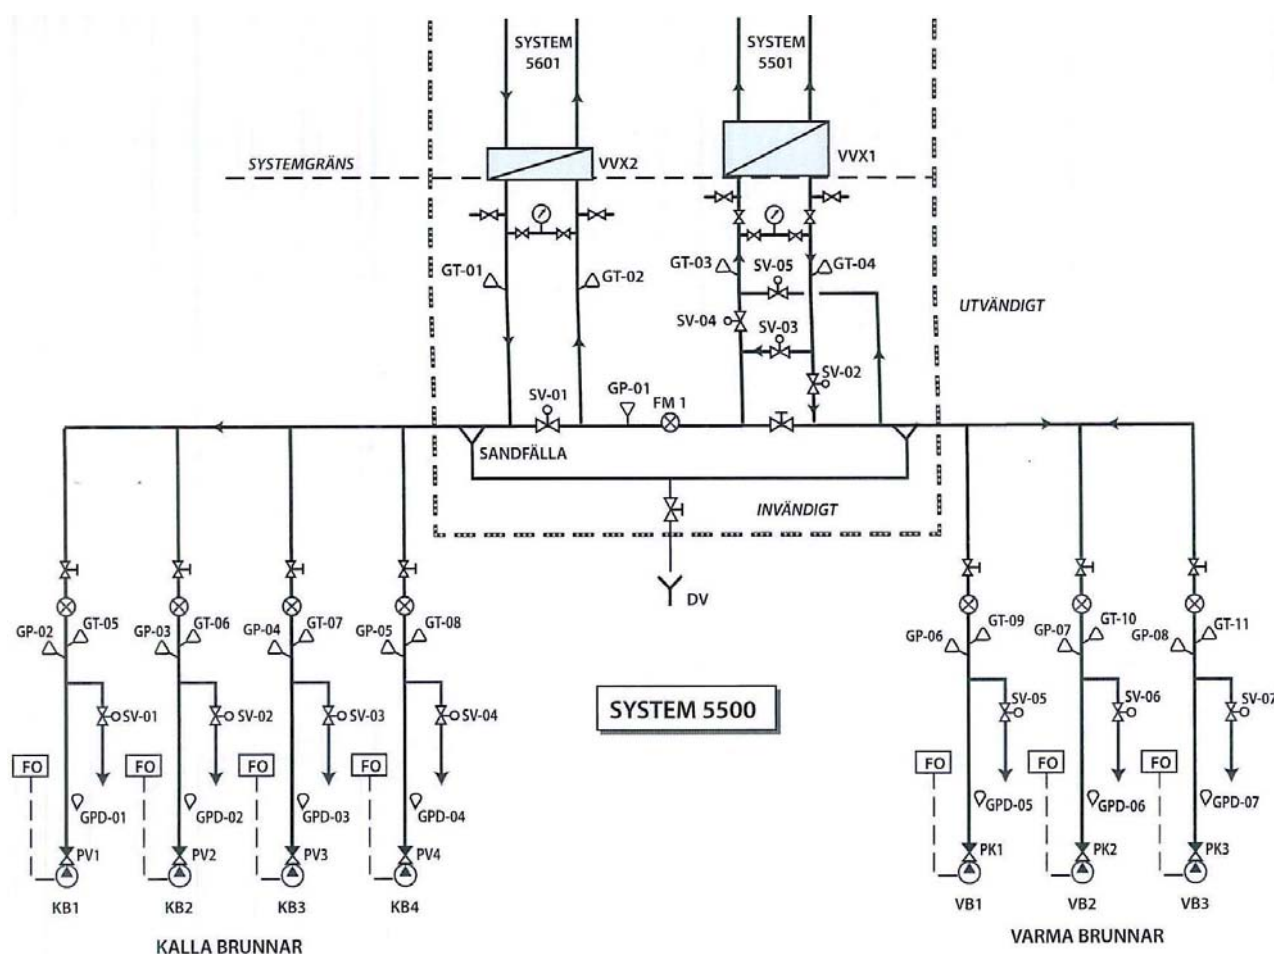 SYSTEM
5601
SYSTEM
5501
SYSTEMGRÄNS
VVX2
VVX1
GT-01
GT-02
GT-03
SV-05
GT-04
UTVÄNDIGT
SV-04
SV-03
SV-02
SV-01
GP-01
FM 1
SANDFÄLLA
INVÄNDIGT
DV
GP-02
GT-05
GP-03
GT-06
GP-04
GT-07
GP-05
GT-08
GP-06
GT-09
GP-07
GT-10
GP-08
GT-11
SV-01
SV-02
SV-03
SV-04
SYSTEM 5500
SV-05
SV-06
SV-07
FO
FO
FO
FO
FO
FO
FO
GPD-01
GPD-02
GPD-03
GPD-04
GPD-05
GPD-06
GPD-07
PV1
PV2
PV3
PV4
PK1
PK2
PK3
KB1
KB2
KB3
KB4
VB1
VB2
VB3
KALLA BRUNNAR
VARMA BRUNNAR